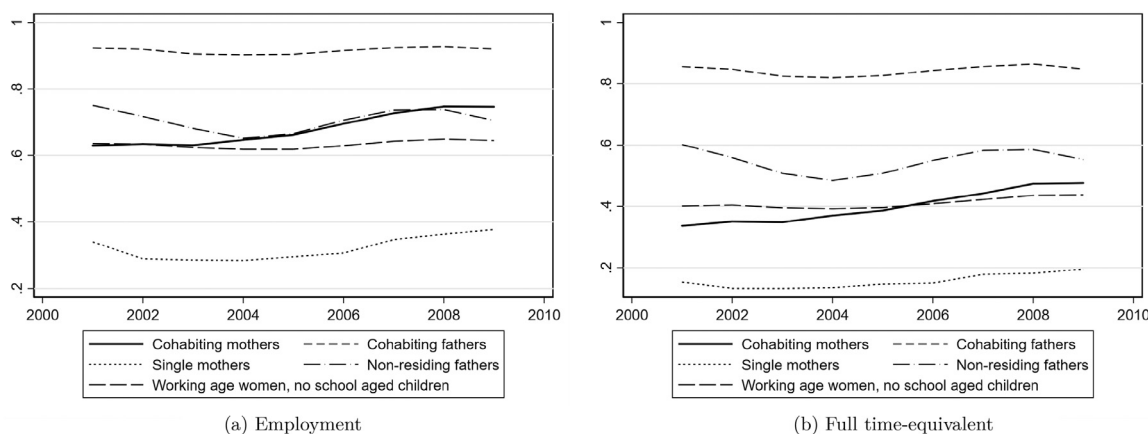 1
.8
.6
.4
.2
2000 2002 2004 2006 2008 2010
Cohabiting mothers Cohabiting fathers
Single mothers Non-residing fathers
Working age women, no school aged children
(a) Employment
1
.8
.6
.4
.2
2000 2002 2004 2006 2008 2010
Cohabiting mothers Cohabiting fathers
Single mothers Non-residing fathers
Working age women, no school aged children
(b) Full time-equivalent